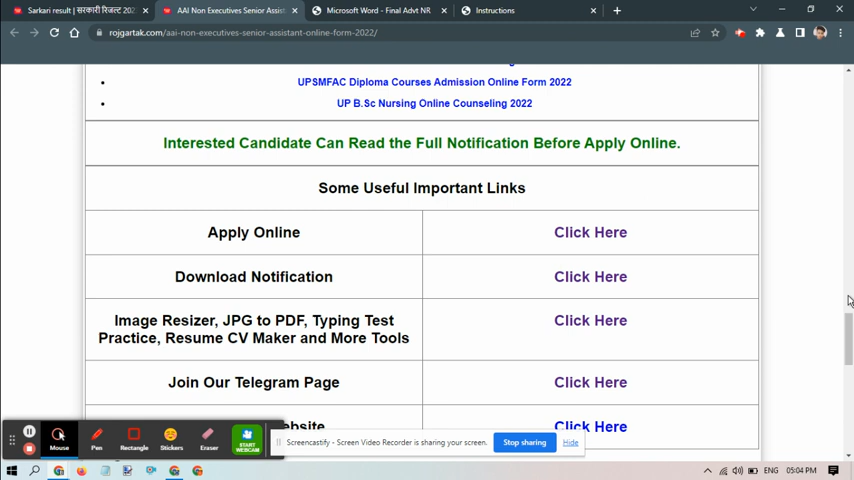 Sarkari result | सरकारी रिजल्ट 202
AAI Non Executives Senior Assist
Microsoft Word - Final Advt NR
Instructions
rojgartak.com/aai-non-executives-senior-assistant-online-form-2022/
UPSMFAC Diploma Courses Admission Online Form 2022
UP B.Sc Nursing Online Counseling 2022
Interested Candidate Can Read the Full Notification Before Apply Online.
Some Useful Important Links
Apply Online Click Here
Download Notification Click Here
Image Resizer, JPG to PDF, Typing Test
Practice, Resume CV Maker and More Tools
Click Here
Join Our Telegram Page Click Here
ebsite Click Here
Mouse Pen Rectangle Stickers Eraser START WEBCAM
Screencastify - Screen Video Recorder is sharing your screen. Stop sharing Hide
ENG 05:04 PM